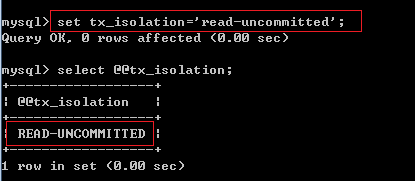 mysql> set tx_isolation='read-uncommitted';
Query OK, 0 rows affected (0.00 sec)
mysql> select @@tx_isolation;
+------------------+
| @@tx_isolation   |
+------------------+
| READ-UNCOMMITTED |
+------------------+
1 row in set (0.00 sec)